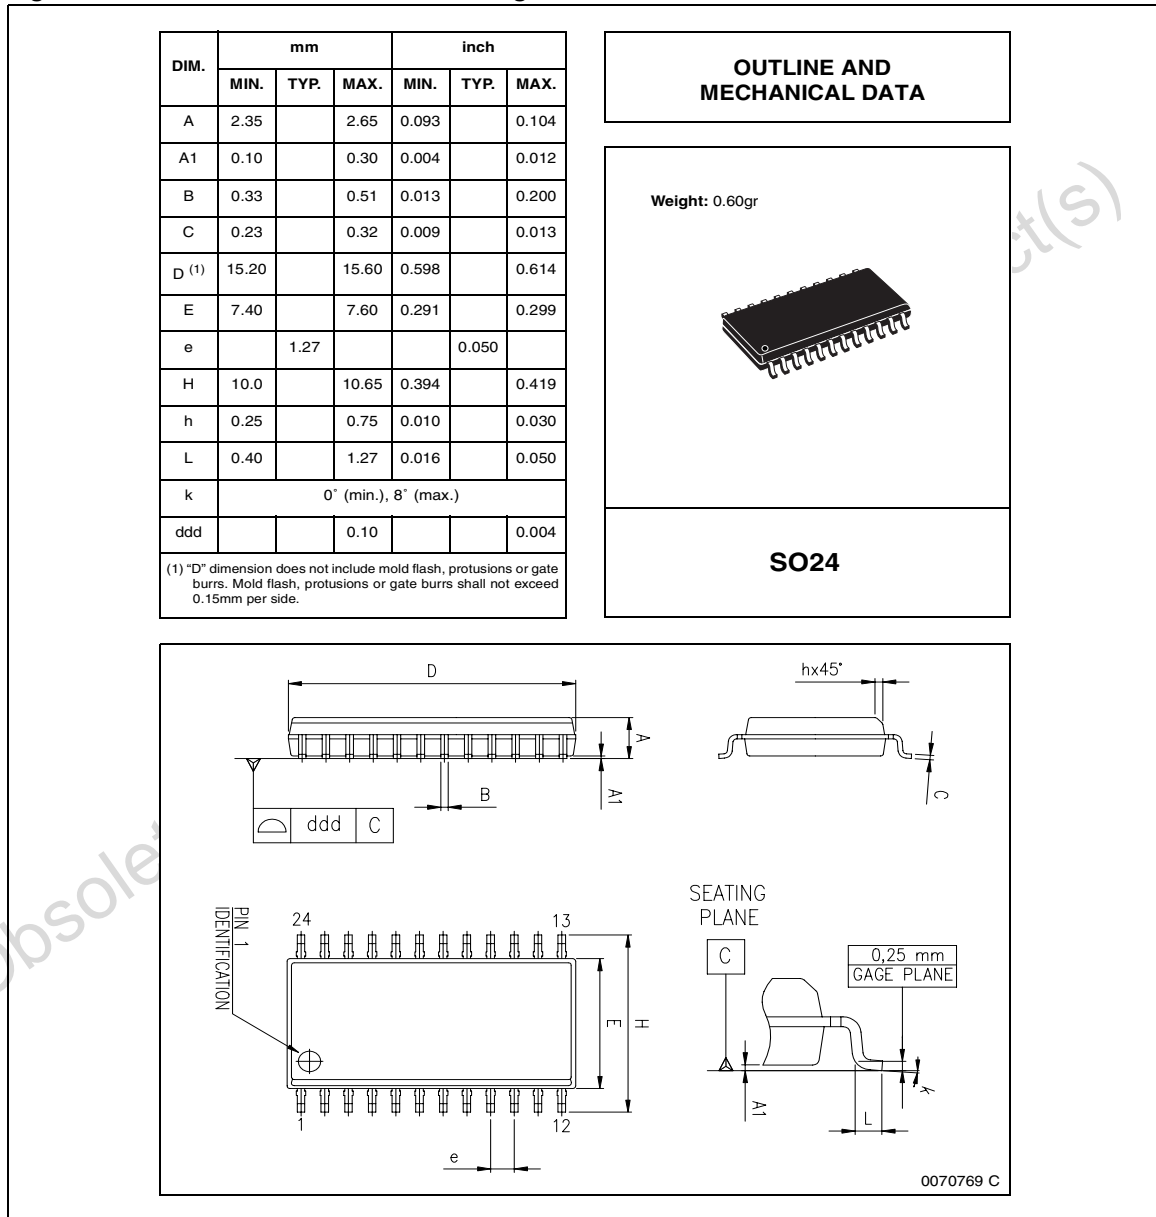 DIM. mm inch
MIN. TYP. MAX. MIN. TYP. MAX.
A 2.35 2.65 0.093 0.104
A1 0.10 0.30 0.004 0.012
B 0.33 0.51 0.013 0.200
C 0.23 0.32 0.009 0.013
D (1) 15.20 15.60 0.598 0.614
E 7.40 7.60 0.291 0.299
e 1.27 0.050
H 10.0 10.65 0.394 0.419
h 0.25 0.75 0.010 0.030
L 0.40 1.27 0.016 0.050
k 0˚ (min.), 8˚ (max.)
ddd 0.10 0.004
(1) “D” dimension does not include mold flash, protusions or gate
burrs. Mold flash, protusions or gate burrs shall not exceed
0.15mm per side.
OUTLINE AND
MECHANICAL DATA
Weight: 0.60gr
SO24
D
hx45°
A
A1
B
C
ddd C
PIN 1
IDENTIFICATION
24
13
E
H
1
12
e
SEATING
PLANE
C
0,25 mm
GAGE PLANE
A1
L
k
0070769 C